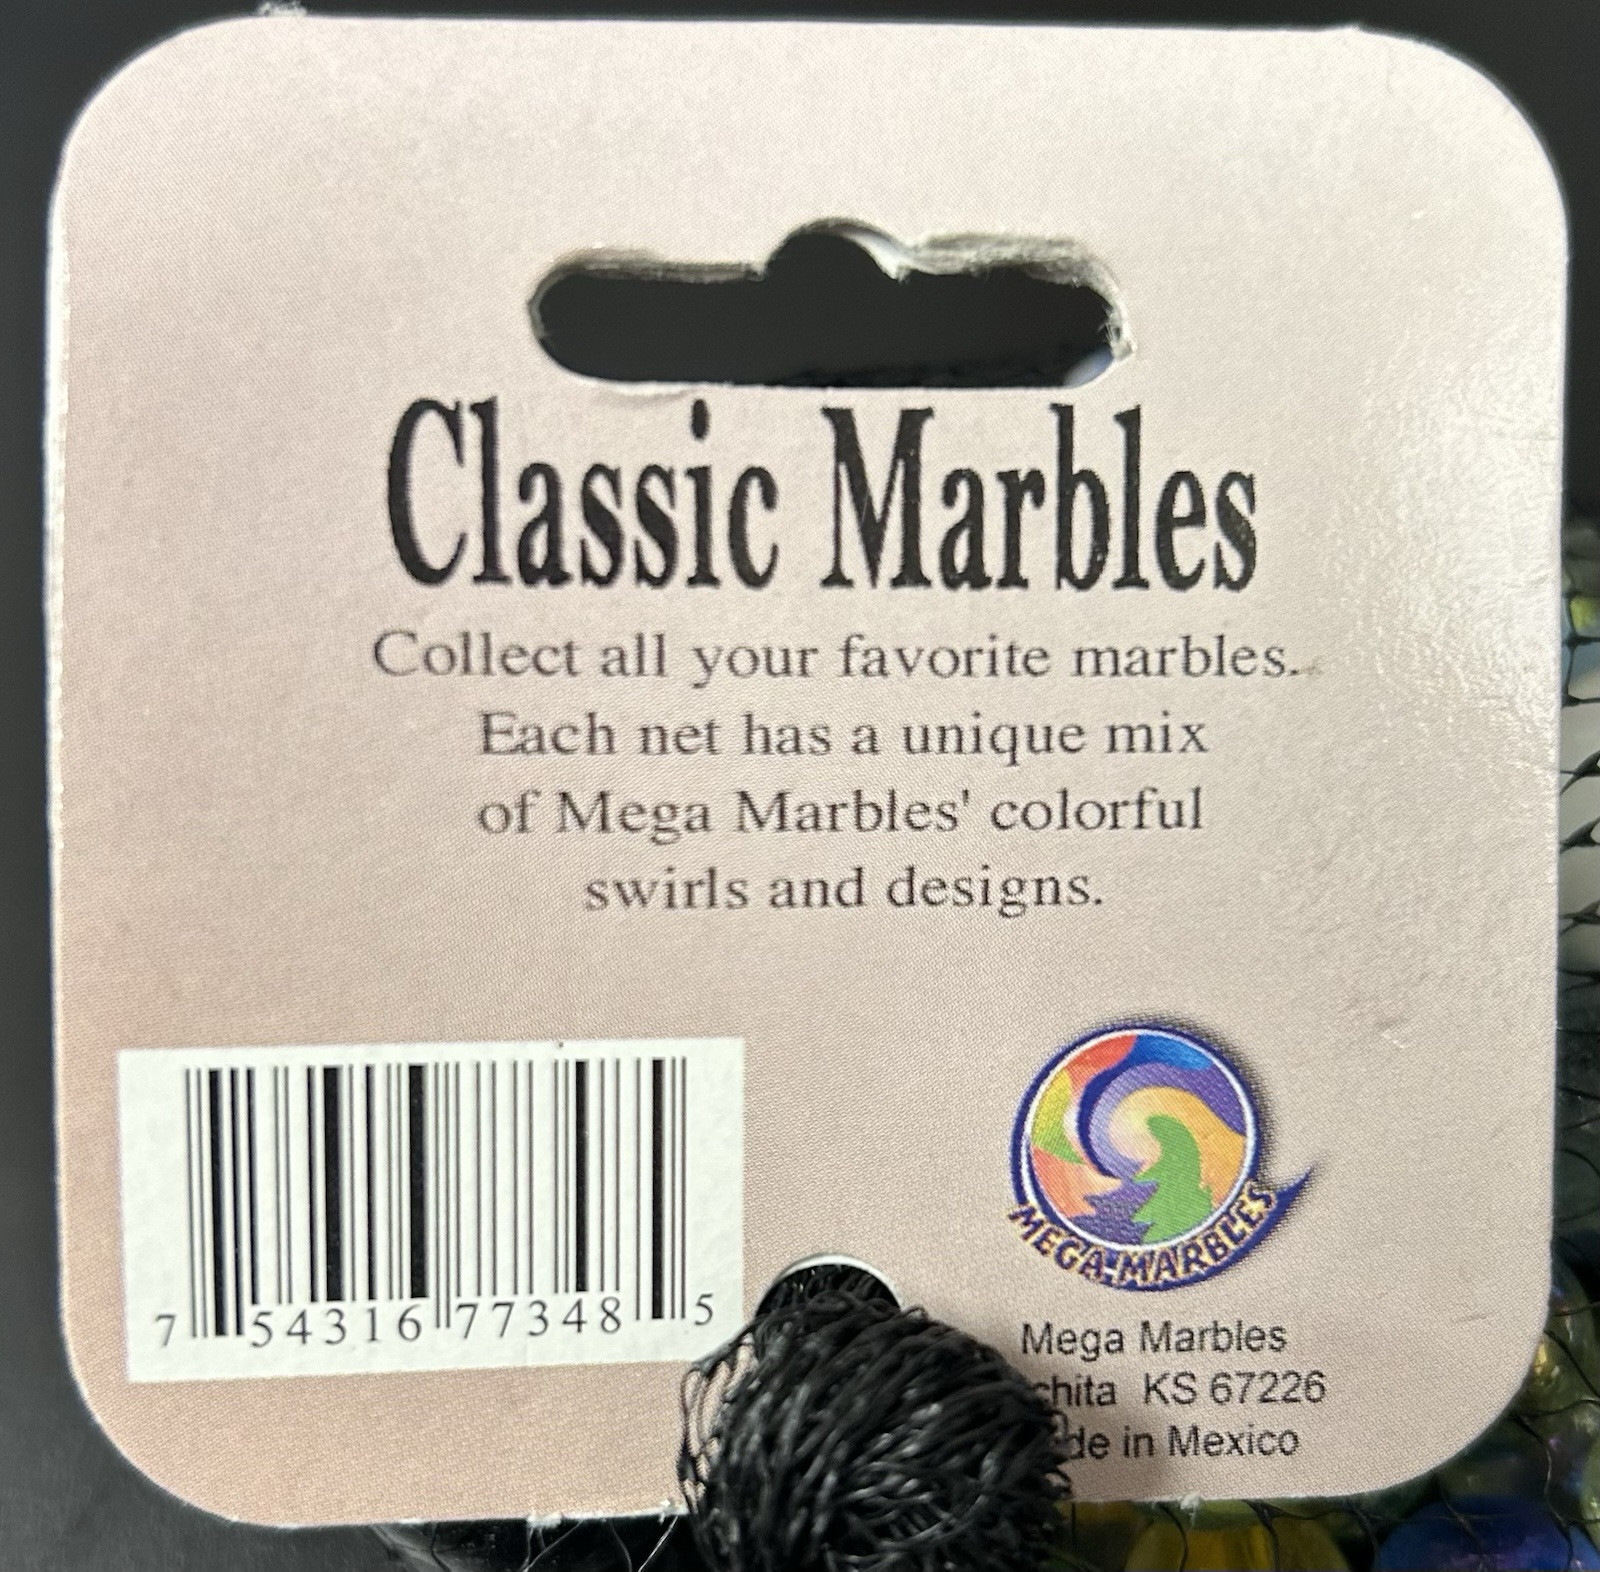 Classic Marbles
Collect all your favorite marbles.
Each net has a unique mix
of Mega Marbles' colorful
swirls and designs.
7 54316 77348 5
MEGA-MARBLES
Mega Marbles
KS 67226
in Mexico